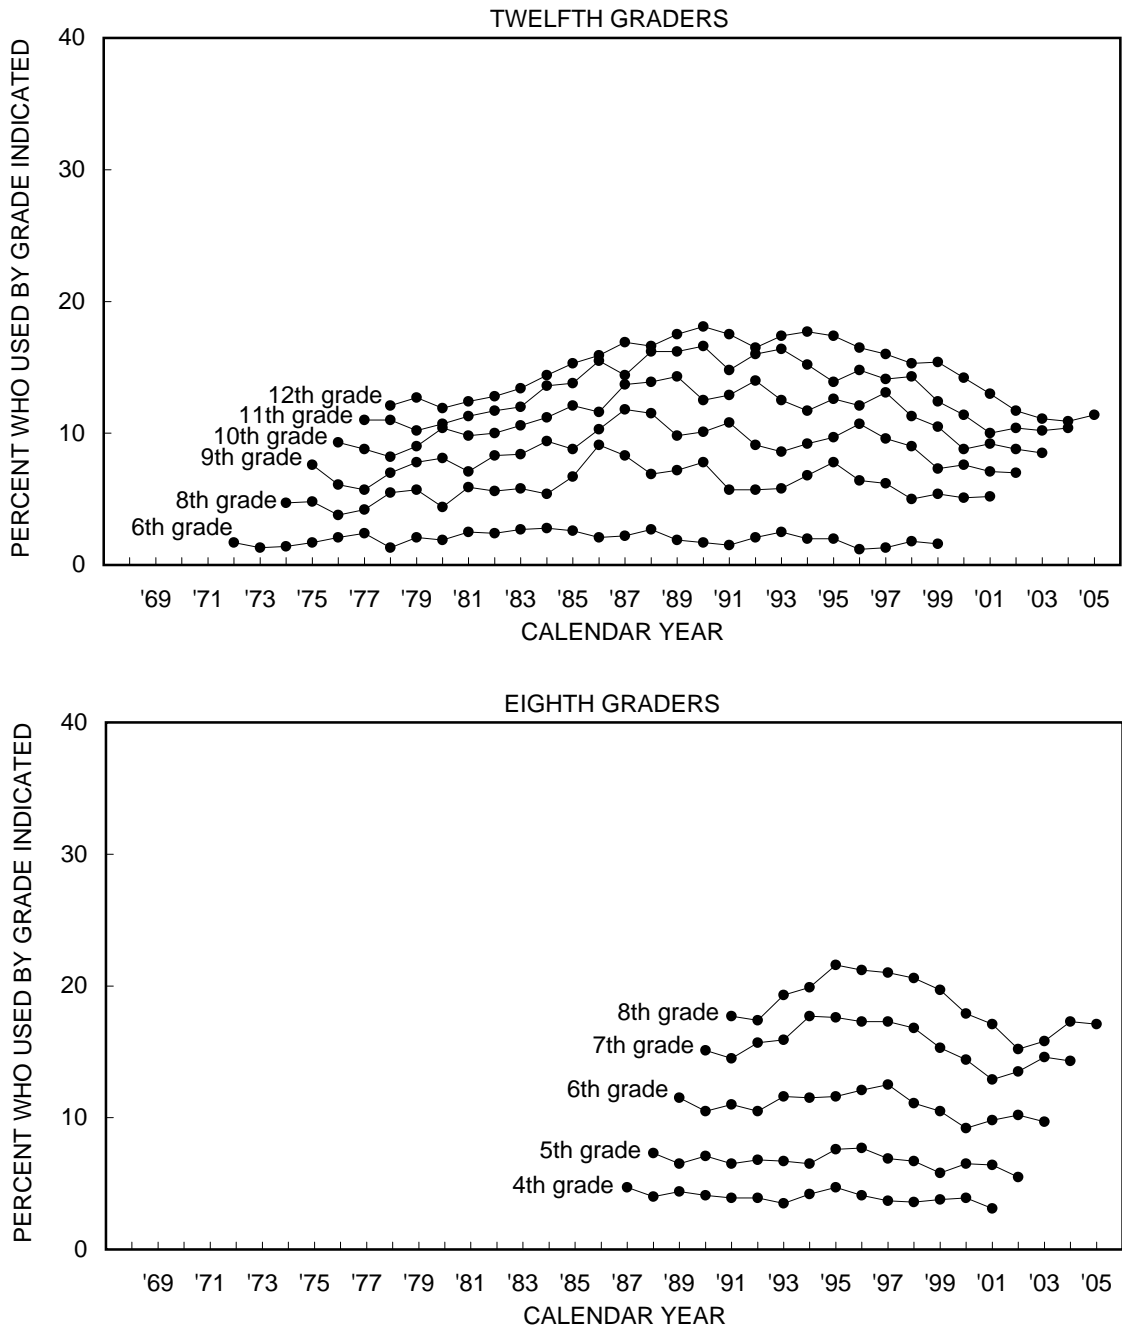 TWELFTH GRADERS
PERCENT WHO USED BY GRADE INDICATED
40
30
20
10
0
12th grade
11th grade
10th grade
9th grade
8th grade
6th grade
'69 '71 '73 '75 '77 '79 '81 '83 '85 '87 '89 '91 '93 '95 '97 '99 '01 '03 '05
CALENDAR YEAR
EIGHTH GRADERS
PERCENT WHO USED BY GRADE INDICATED
40
30
20
10
0
8th grade
7th grade
6th grade
5th grade
4th grade
'69 '71 '73 '75 '77 '79 '81 '83 '85 '87 '89 '91 '93 '95 '97 '99 '01 '03 '05
CALENDAR YEAR